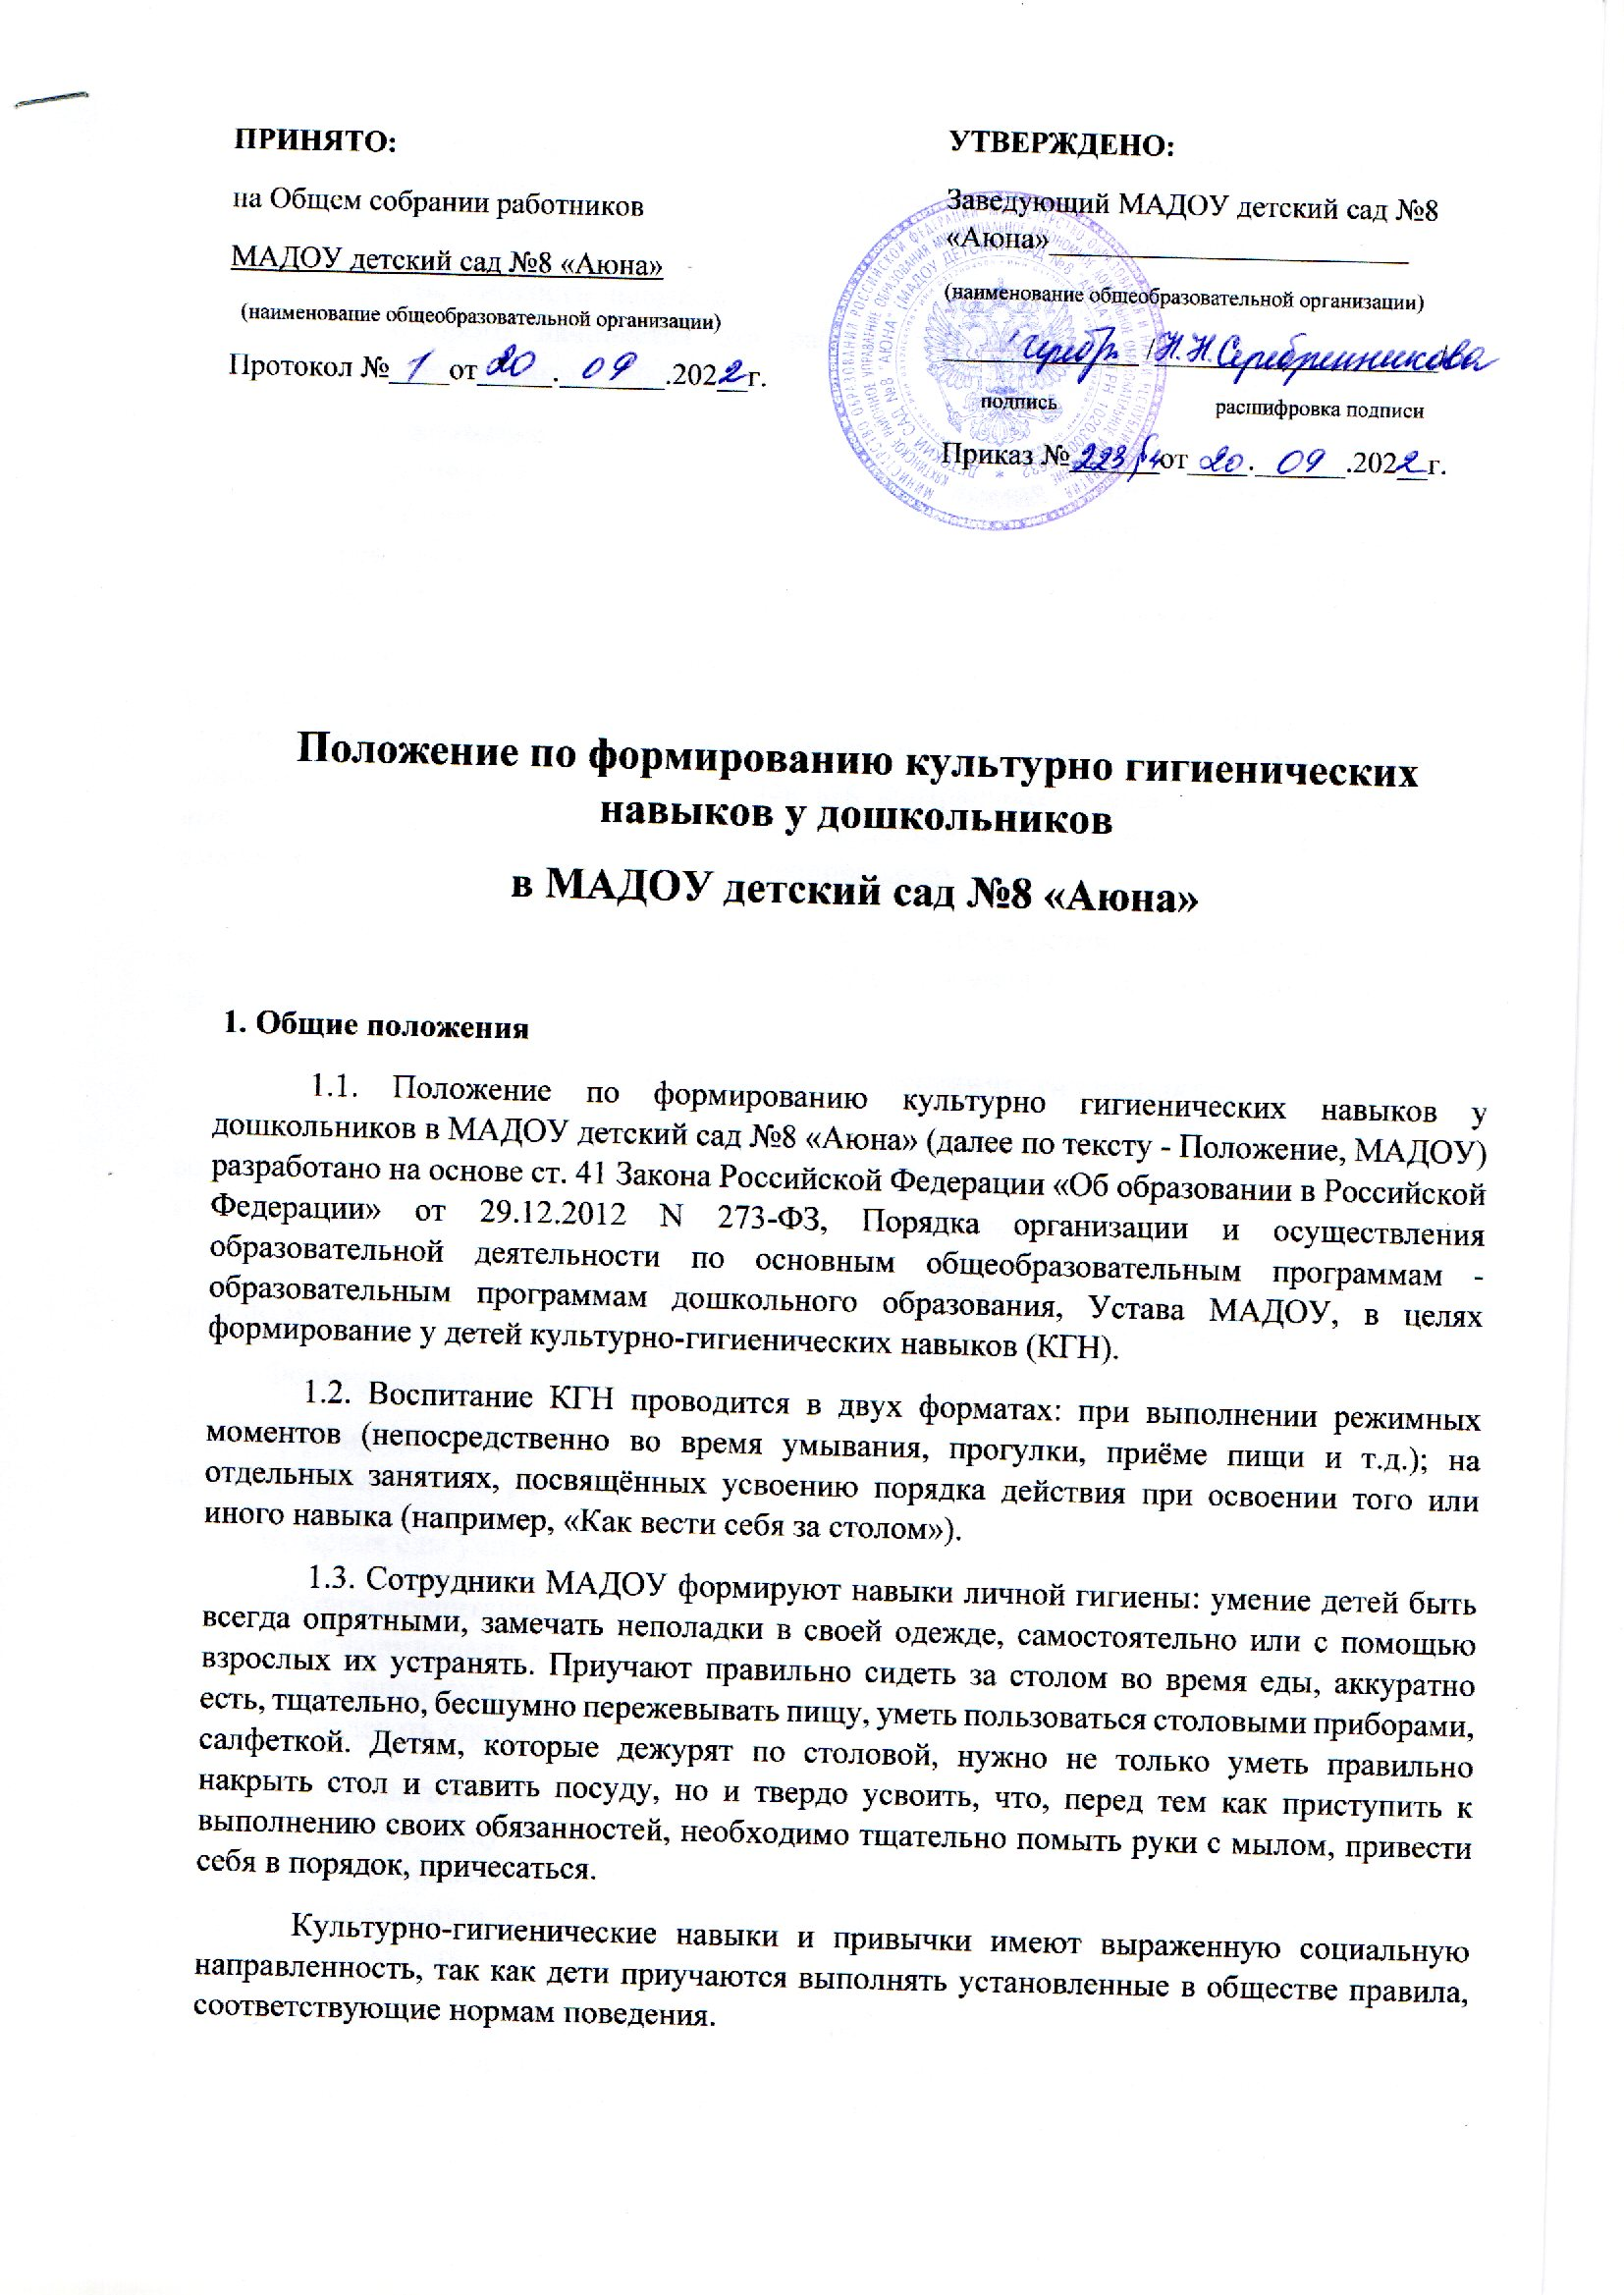 ПРИНЯТО:
на Общем собрании работников
МАДОУ детский сад №8 «Аюна»
(наименование общеобразовательной организации)
Протокол № 1 от 20 . 09 .2022 г.
УТВЕРЖДЕНО:
Заведующий МАДОУ детский сад №8
«Аюна»
(наименование общеобразовательной организации)
/ Н.Н.Серебренникова /
подпись расшифровка подписи
Приказ № 223 от 20 . 09 .2022 г.
Положение по формированию культурно гигиенических
навыков у дошкольников
в МАДОУ детский сад №8 «Аюна»
1. Общие положения
1.1. Положение по формированию культурно гигиенических навыков у
дошкольников в МАДОУ детский сад №8 «Аюна» (далее по тексту - Положение, МАДОУ)
разработано на основе ст. 41 Закона Российской Федерации «Об образовании в Российской
Федерации» от 29.12.2012 N 273-ФЗ, Порядка организации и осуществления
образовательной деятельности по основным общеобразовательным программам -
образовательным программам дошкольного образования, Устава МАДОУ, в целях
формирование у детей культурно-гигиенических навыков (КГН).
1.2. Воспитание КГН проводится в двух форматах: при выполнении режимных
моментов (непосредственно во время умывания, прогулки, приёме пищи и т.д.); на
отдельных занятиях, посвящённых усвоению порядка действия при освоении того или
иного навыка (например, «Как вести себя за столом»).
1.3. Сотрудники МАДОУ формируют навыки личной гигиены: умение детей быть
всегда опрятными, замечать неполадки в своей одежде, самостоятельно или с помощью
взрослых их устранять. Приучают правильно сидеть за столом во время еды, аккуратно
есть, тщательно, бесшумно пережевывать пищу, уметь пользоваться столовыми приборами,
салфеткой. Детям, которые дежурят по столовой, нужно не только уметь правильно
накрыть стол и ставить посуду, но и твердо усвоить, что, перед тем как приступить к
выполнению своих обязанностей, необходимо тщательно помыть руки с мылом, привести
себя в порядок, причесаться.
Культурно-гигиенические навыки и привычки имеют выраженную социальную
направленность, так как дети приучаются выполнять установленные в обществе правила,
соответствующие нормам поведения.